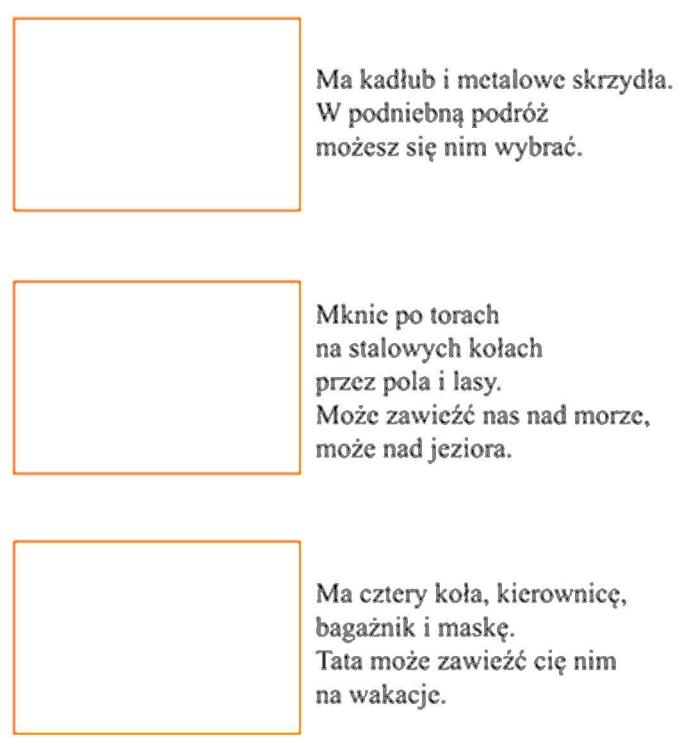 Ma kadłub i metalowe skrzydła.
W podniebną podróż
możesz się nim wybrać.
Mknie po torach
na stalowych kołach
przez pola i lasy.
Może zawieźć nas nad morze,
może nad jeziora.
Ma cztery koła, kierownicę,
bagażnik i maskę.
Tata może zawieźć cię nim
na wakacje.